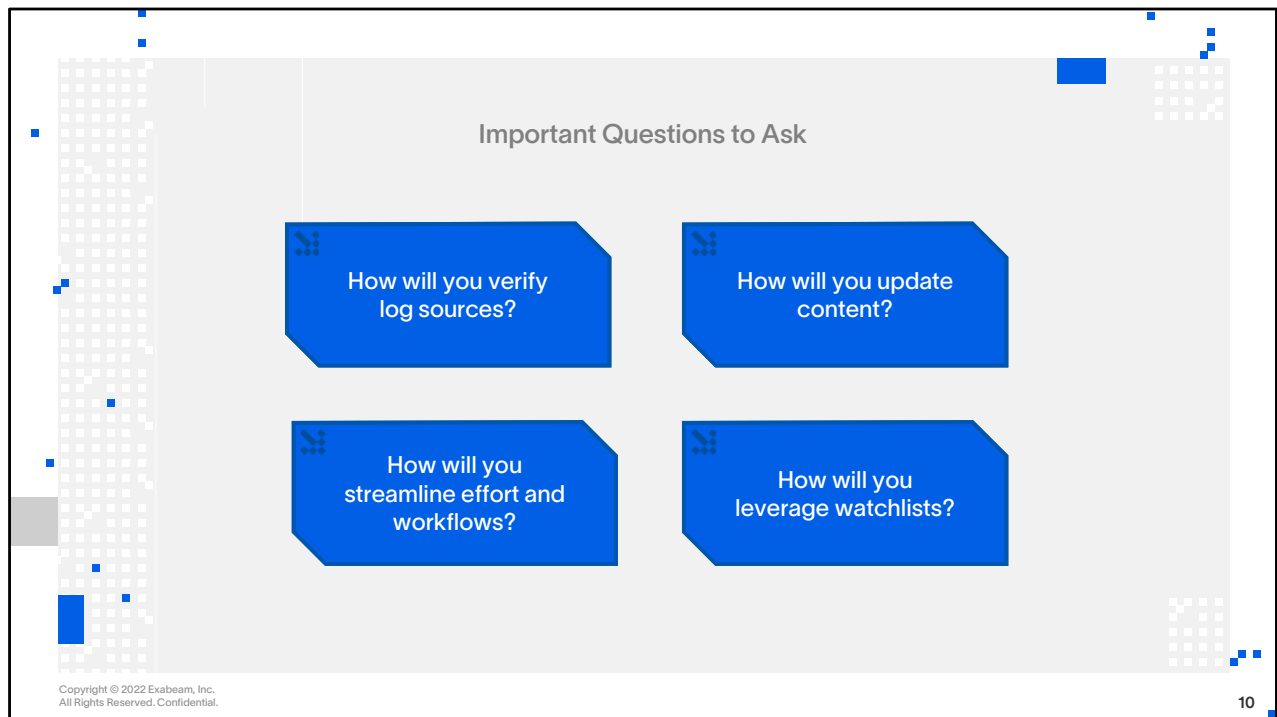 Important Questions to Ask
How will you verify
log sources?
How will you update
content?
How will you
streamline effort and
workflows?
How will you
leverage watchlists?
Copyright © 2022 Exabeam, Inc.
All Rights Reserved. Confidential.
10